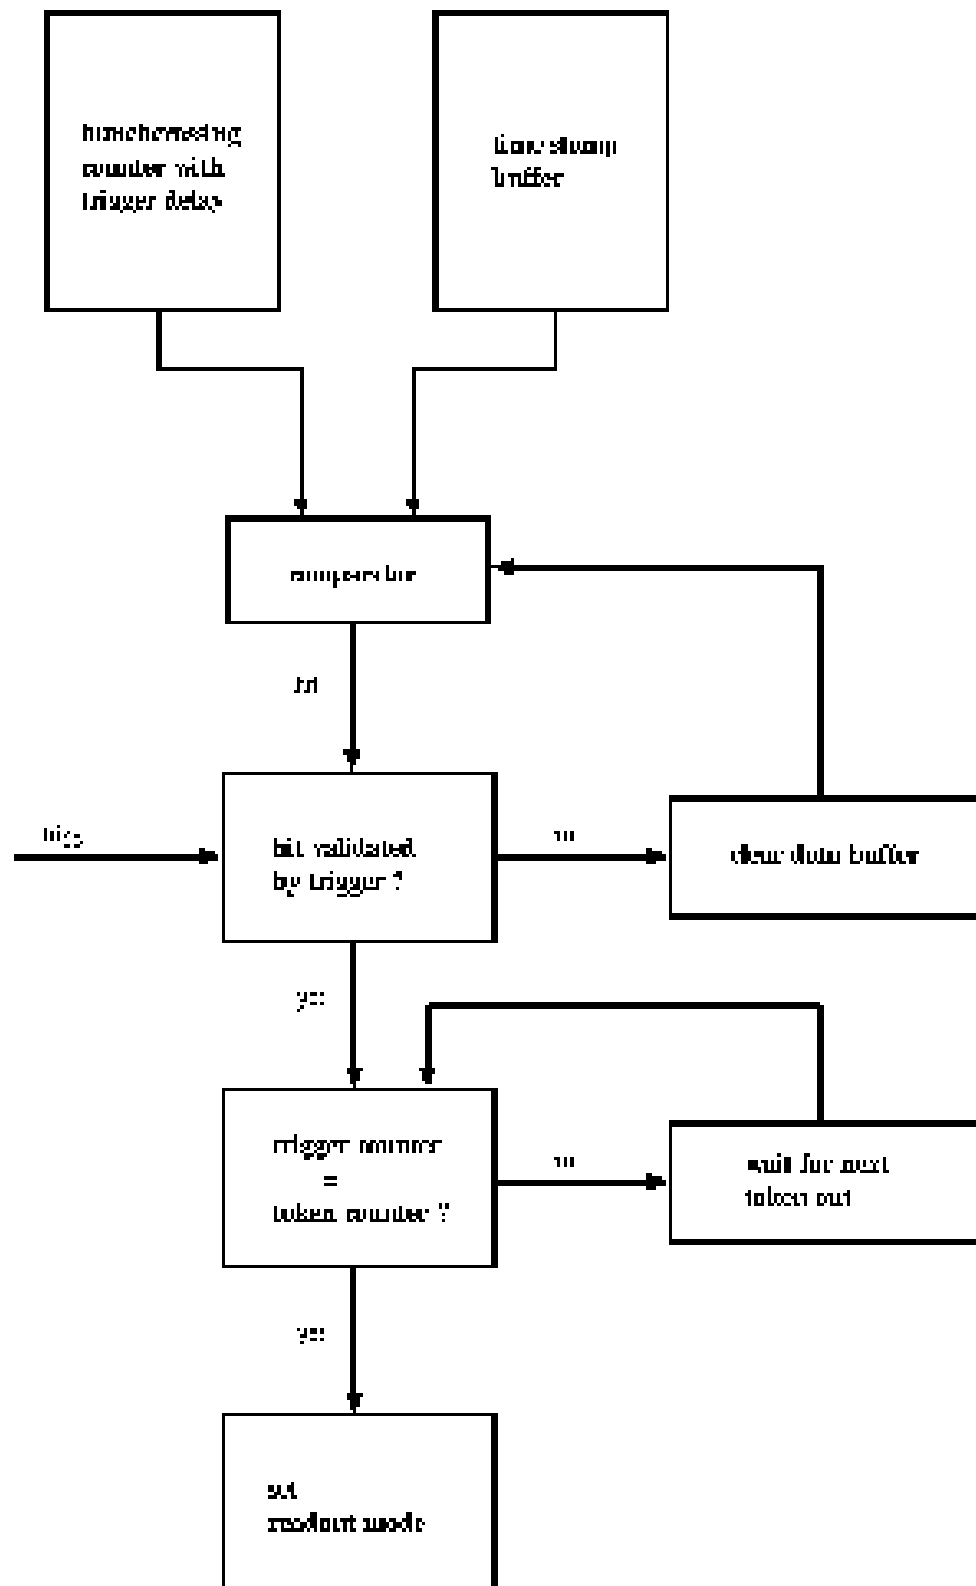 bunchcrossing
counter with
trigger delay
time stamp
buffer
comparator
hit
trigg
hit validated
by trigger ?
no
clear data buffer
yes
trigger counter
=
token counter ?
no
wait for next
token out
yes
set
readout mode